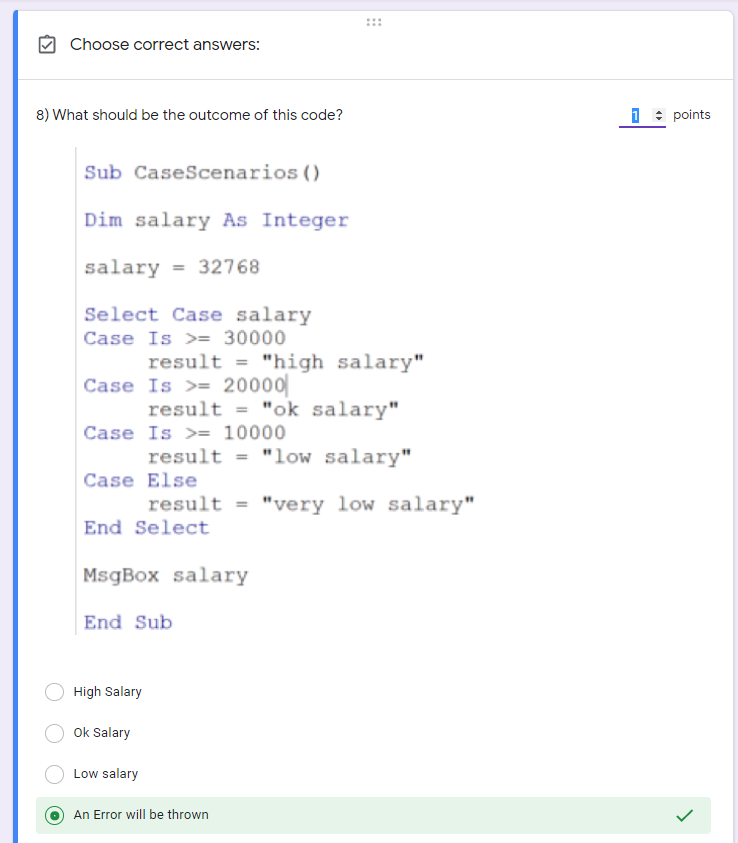 Choose correct answers:
8) What should be the outcome of this code?
1 points
Sub CaseScenarios()
Dim salary As Integer
salary = 32768
Select Case salary
Case Is >= 30000
result = "high salary"
Case Is >= 20000
result = "ok salary"
Case Is >= 10000
result = "low salary"
Case Else
result = "very low salary"
End Select
MsgBox salary
End Sub
High Salary
Ok Salary
Low salary
An Error will be thrown